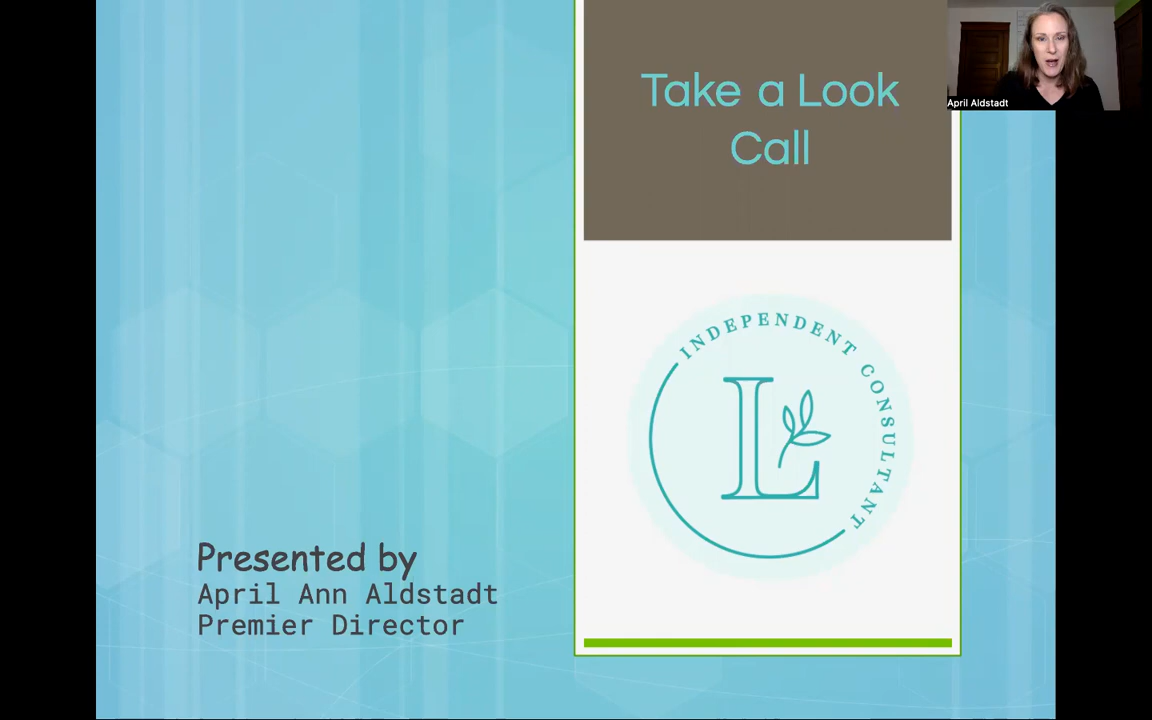 Take a Look
Call
April Aldstadt
INDEPENDENT CONSULTANT
L
Presented by
April Ann Aldstadt
Premier Director